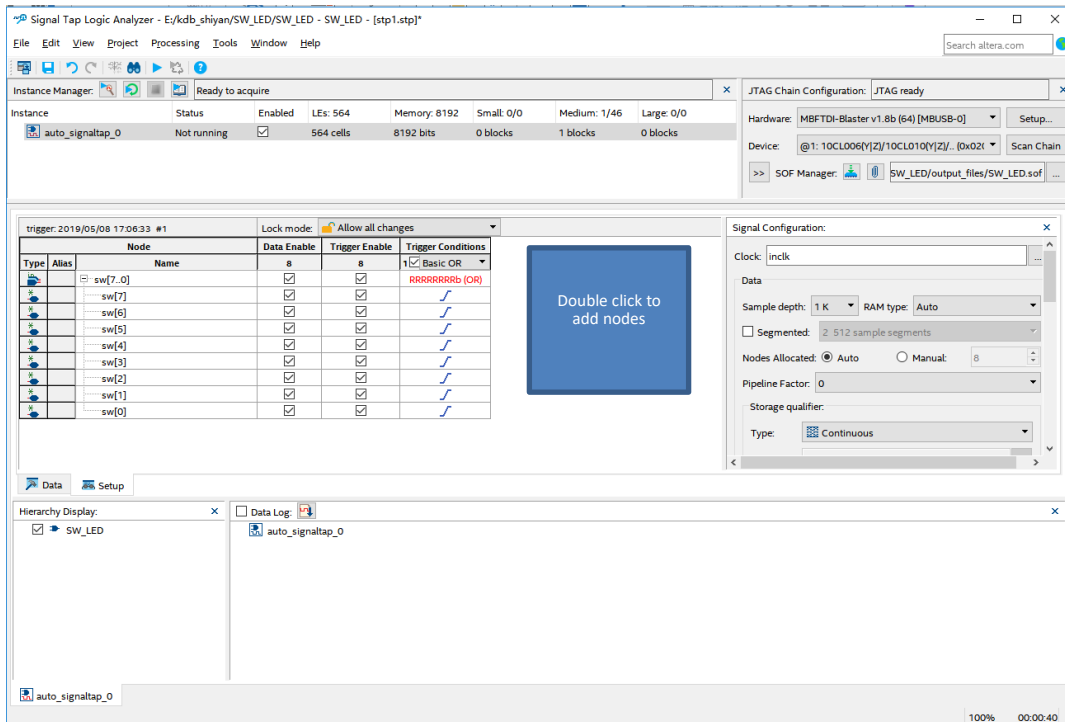 Signal Tap Logic Analyzer - E:/kdb_shiyan/SW_LED/SW_LED - SW_LED - [stp1.stp]*
File Edit View Project Processing Tools Window Help
Search altera.com
Instance Manager: Ready to acquire
JTAG Chain Configuration: JTAG ready
Instance Status Enabled LEs: 564 Memory: 8192 Small: 0/0 Medium: 1/46 Large: 0/0
auto_signaltap_0 Not running 564 cells 8192 bits 0 blocks 1 blocks 0 blocks
Hardware: MBFTDI-Blaster v1.8b (64) [MBUSB-0] Setup...
Device: @1: 10CL006(Y|Z)/10CL010(Y|Z)/.. (0x02( Scan Chain
>> SOF Manager: SW_LED/output_files/SW_LED.sof ...
trigger: 2019/05/08 17:06:33 #1 Lock mode: Allow all changes
Node Data Enable Trigger Enable Trigger Conditions
Type Alias Name 8 8 1 Basic OR
sw[7..0] RRRRRRRRb (OR)
sw[7]
sw[6]
sw[5]
sw[4]
sw[3]
sw[2]
sw[1]
sw[0]
Double click to
add nodes
Signal Configuration:
Clock: inclk ...
Data
Sample depth: 1 K RAM type: Auto
Segmented: 2 512 sample segments
Nodes Allocated: Auto Manual: 8
Pipeline Factor: 0
Storage qualifier:
Type: Continuous
Data Setup
Hierarchy Display:
SW_LED
Data Log:
auto_signaltap_0
auto_signaltap_0
100% 00:00:40